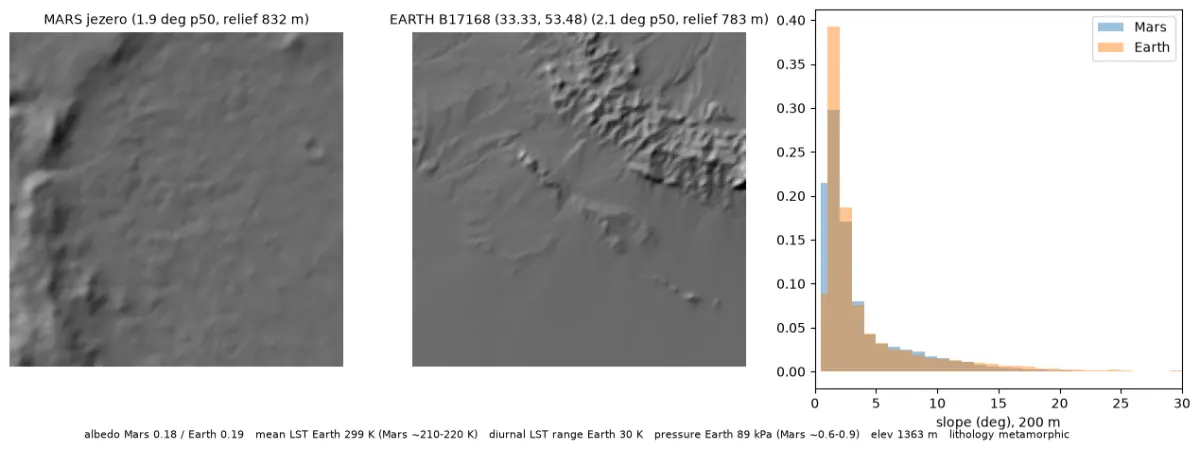 MARS jezero (1.9 deg p50, relief 832 m)
EARTH B17168 (33.33, 53.48) (2.1 deg p50, relief 783 m)
Mars
Earth
0.40
0.35
0.30
0.25
0.20
0.15
0.10
0.05
0.00
0 5 10 15 20 25 30
slope (deg), 200 m
albedo Mars 0.18 / Earth 0.19 mean LST Earth 299 K (Mars ~210-220 K) diurnal LST range Earth 30 K pressure Earth 89 kPa (Mars ~0.6-0.9) elev 1363 m lithology metamorphic